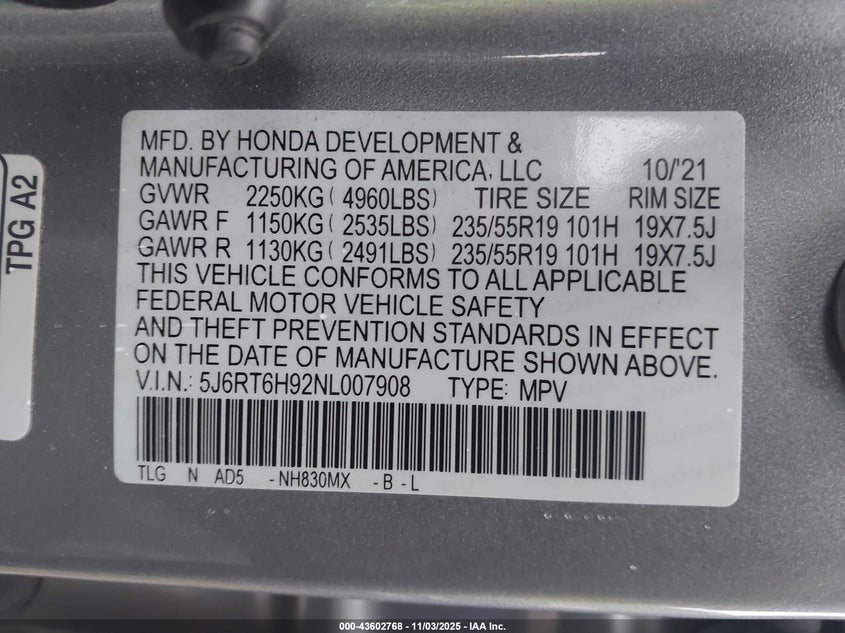 MFD. BY HONDA DEVELOPMENT &
MANUFACTURING OF AMERICA, LLC 10/'21
GVWR 2250KG( 4960LBS) TIRE SIZE RIM SIZE
GAWR F 1150KG( 2535LBS) 235/55R19 101H 19X7.5J
GAWR R 1130KG( 2491LBS) 235/55R19 101H 19X7.5J
THIS VEHICLE CONFORMS TO ALL APPLICABLE
FEDERAL MOTOR VEHICLE SAFETY
AND THEFT PREVENTION STANDARDS IN EFFECT
ON THE DATE OF MANUFACTURE SHOWN ABOVE.
V.I.N.: 5J6RT6H92NL007908 TYPE: MPV
TLG N AD5 -NH830MX -B-L
TPG A2
000-43602768 - 11/03/2025 - IAA Inc.